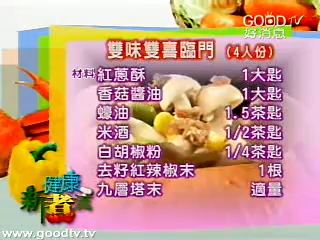 GOOD TV
好消息
雙味雙喜臨門 (4人份)
材料 紅蔥酥 1大匙
香菇醬油 1大匙
蠔油 1.5茶匙
米酒 1/2茶匙
白胡椒粉 1/4茶匙
去籽紅辣椒末 1根
九層塔末 適量
健康
新煮
www.goodtv.tv